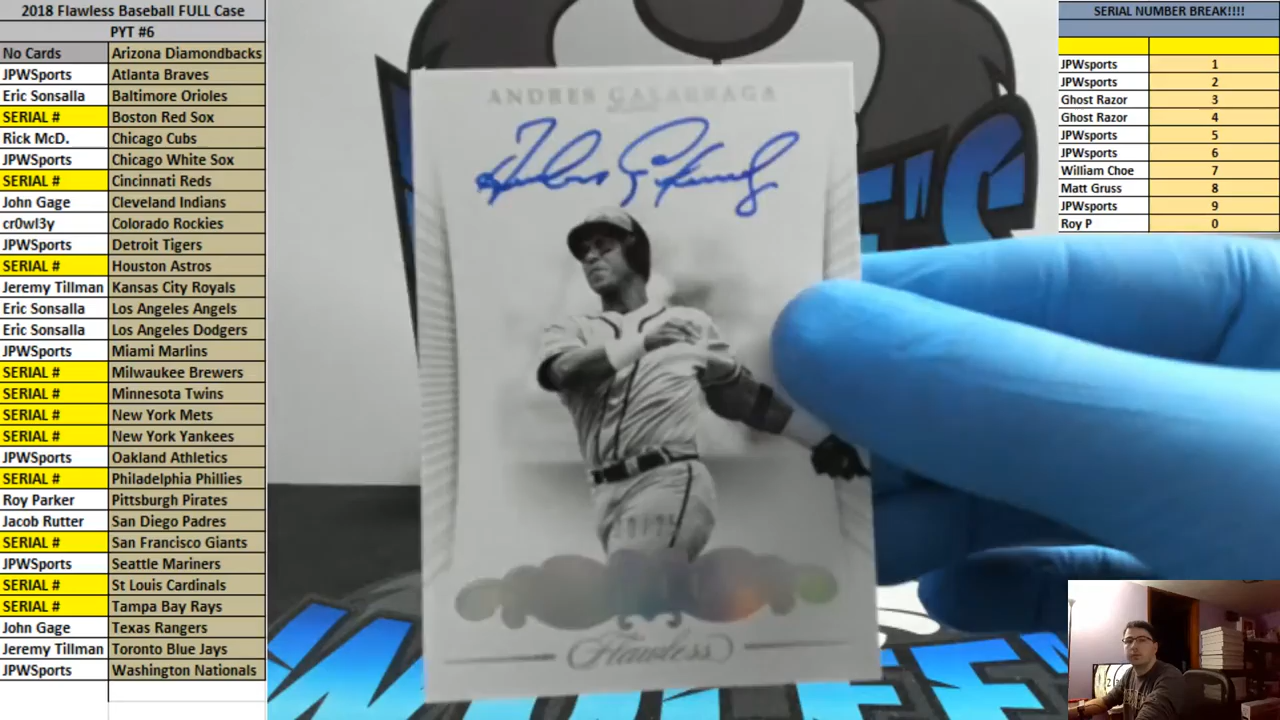 2018 Flawless Baseball FULL Case
PYT #6
No Cards Arizona Diamondbacks
JPWSports Atlanta Braves
Eric Sonsalla Baltimore Orioles
SERIAL # Boston Red Sox
Rick McD. Chicago Cubs
JPWSports Chicago White Sox
SERIAL # Cincinnati Reds
John Gage Cleveland Indians
cr0wl3y Colorado Rockies
JPWSports Detroit Tigers
SERIAL # Houston Astros
Jeremy Tillman Kansas City Royals
Eric Sonsalla Los Angeles Angels
Eric Sonsalla Los Angeles Dodgers
JPWSports Miami Marlins
SERIAL # Milwaukee Brewers
SERIAL # Minnesota Twins
SERIAL # New York Mets
SERIAL # New York Yankees
JPWSports Oakland Athletics
SERIAL # Philadelphia Phillies
Roy Parker Pittsburgh Pirates
Jacob Rutter San Diego Padres
SERIAL # San Francisco Giants
JPWSports Seattle Mariners
SERIAL # St Louis Cardinals
SERIAL # Tampa Bay Rays
John Gage Texas Rangers
Jeremy Tillman Toronto Blue Jays
JPWSports Washington Nationals
ANDRES GALARRAGA
Flawless
SERIAL NUMBER BREAK!!!!
JPWsports 1
JPWsports 2
Ghost Razor 3
Ghost Razor 4
JPWsports 5
JPWsports 6
William Choe 7
Matt Gruss 8
JPWsports 9
Roy P 0